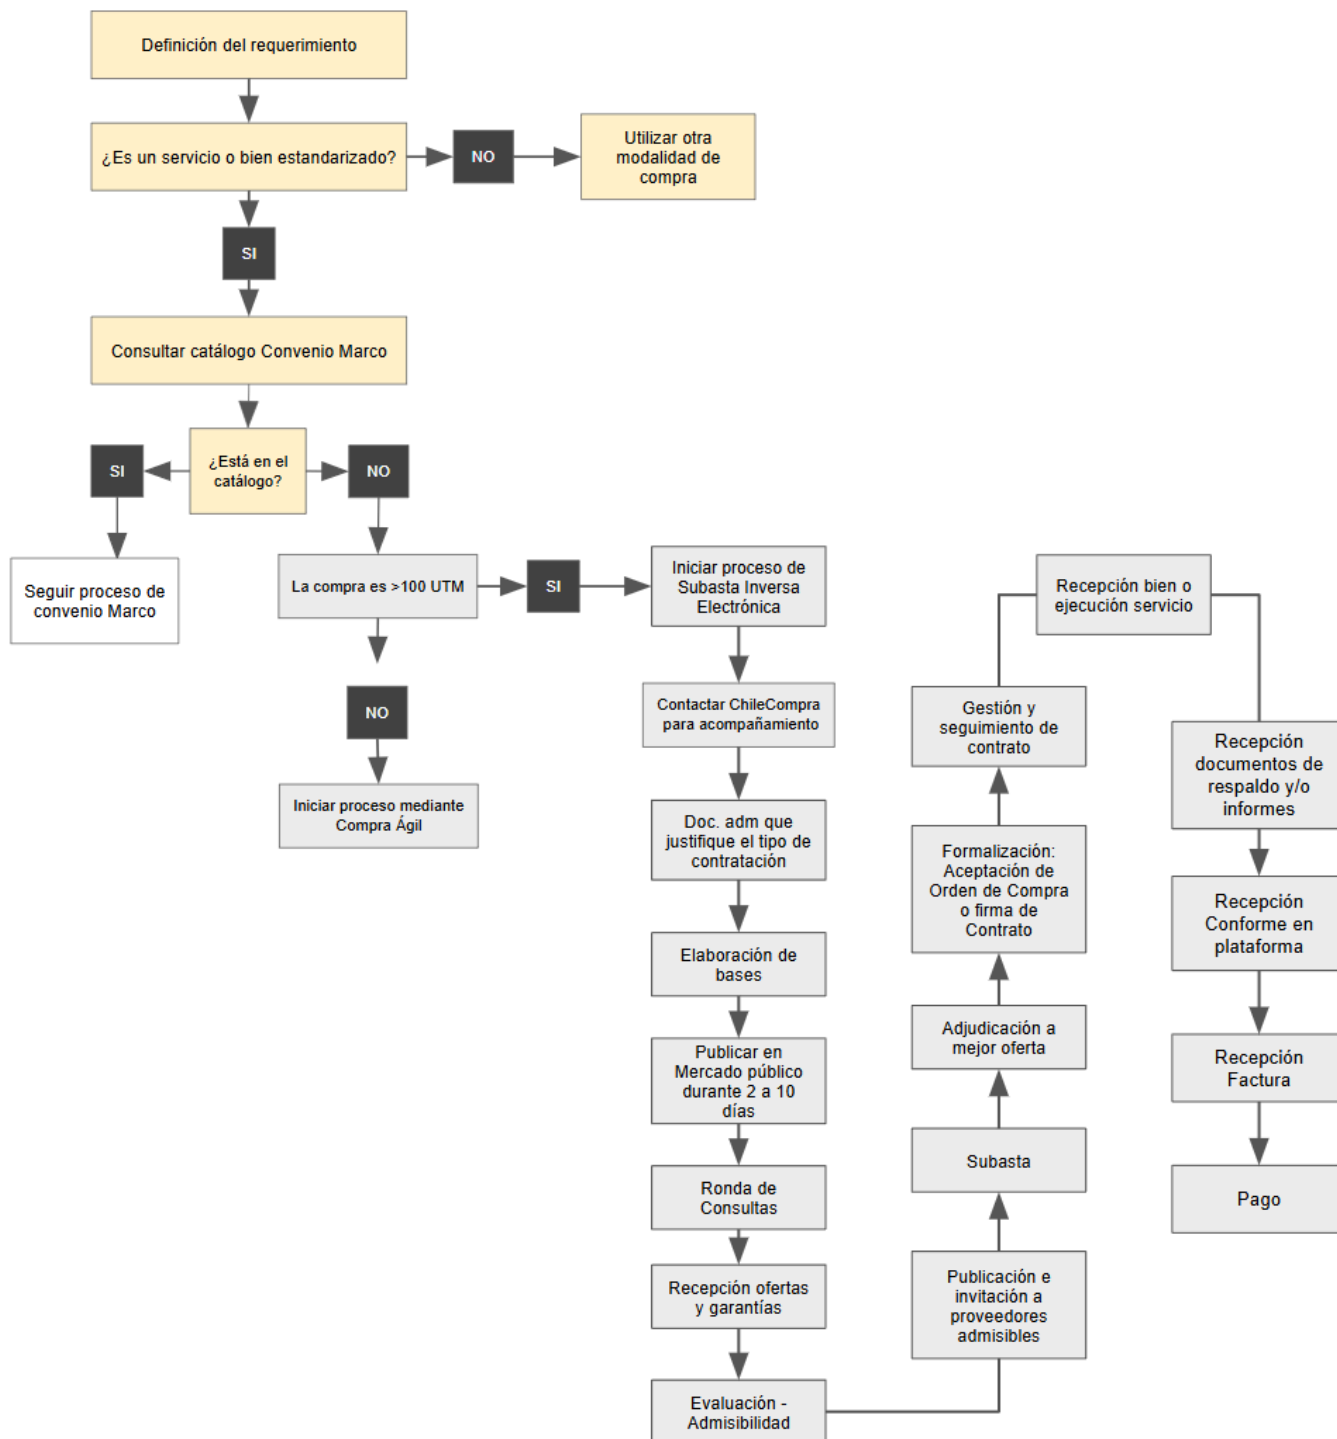 Definición del requerimiento
¿Es un servicio o bien estandarizado?
NO
Utilizar otra
modalidad de
compra
SI
Consultar catálogo Convenio Marco
¿Está en el
catálogo?
SI
NO
Seguir proceso de
convenio Marco
La compra es >100 UTM
SI
NO
Iniciar proceso mediante
Compra Ágil
Iniciar proceso de
Subasta Inversa
Electrónica
Contactar ChileCompra
para acompañamiento
Doc. adm que
justifique el tipo de
contratación
Elaboración de
bases
Publicar en
Mercado público
durante 2 a 10
días
Ronda de
Consultas
Recepción ofertas
y garantías
Evaluación -
Admisibilidad
Publicación e
invitación a
proveedores
admisibles
Subasta
Adjudicación a
mejor oferta
Formalización:
Aceptación de
Orden de Compra
o firma de
Contrato
Gestión y
seguimiento de
contrato
Recepción bien o
ejecución servicio
Recepción
documentos de
respaldo y/o
informes
Recepción
Conforme en
plataforma
Recepción
Factura
Pago